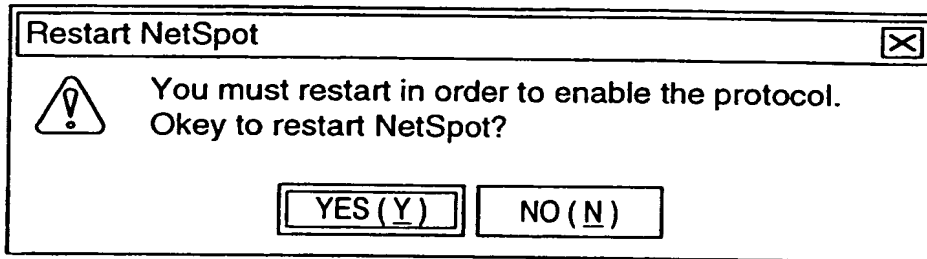 Restart NetSpot
You must restart in order to enable the protocol.
Okey to restart NetSpot?
YES (Y) NO (N)